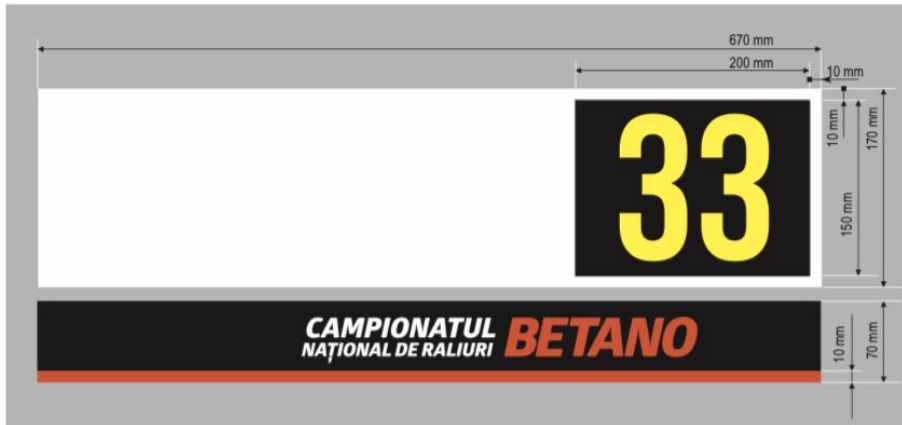 670 mm
200 mm
10 mm
10 mm
170 mm
33
150 mm
CAMPIONATUL
NAȚIONAL DE RALIURI
BETANO
10 mm
70 mm